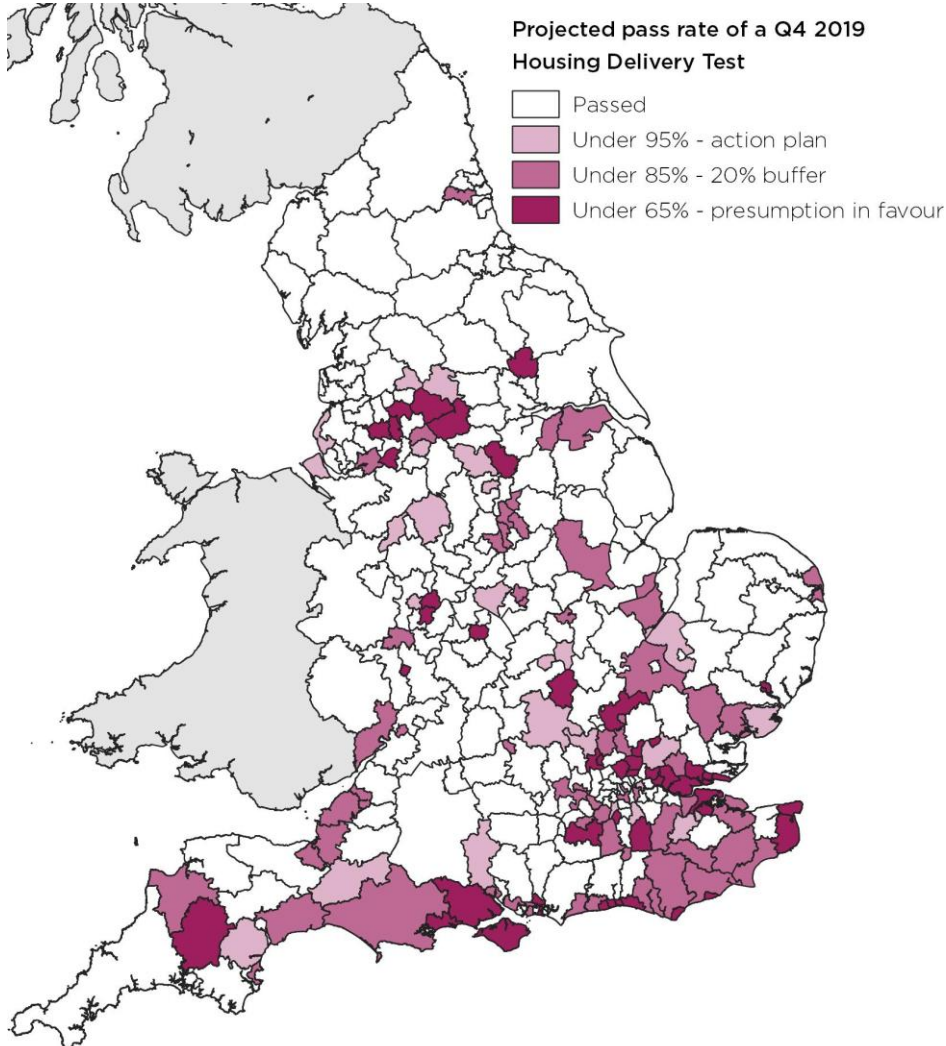 Projected pass rate of a Q4 2019
Housing Delivery Test
Passed
Under 95% - action plan
Under 85% - 20% buffer
Under 65% - presumption in favour